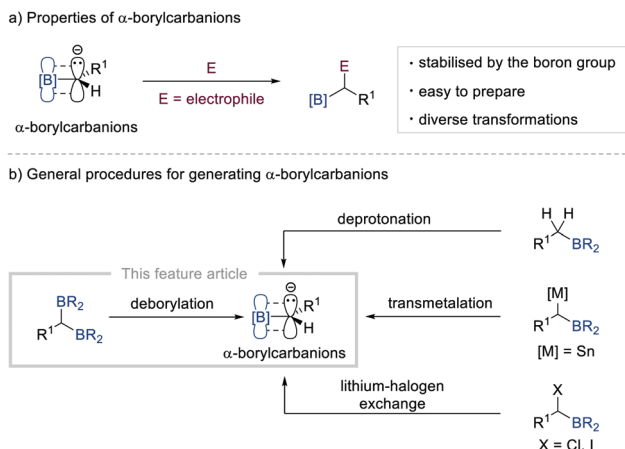 a) Properties of α-borylcarbanions
⊖
[B]
R¹
H
α-borylcarbanions
E
E = electrophile
E
[B]
R¹
· stabilised by the boron group
· easy to prepare
· diverse transformations
b) General procedures for generating α-borylcarbanions
This feature article
BR₂
R¹
BR₂
deborylation
⊖
[B]
R¹
H
α-borylcarbanions
deprotonation
H H
R¹
BR₂
transmetalation
[M]
R¹
BR₂
[M] = Sn
lithium-halogen
exchange
X
R¹
BR₂
X = Cl, I